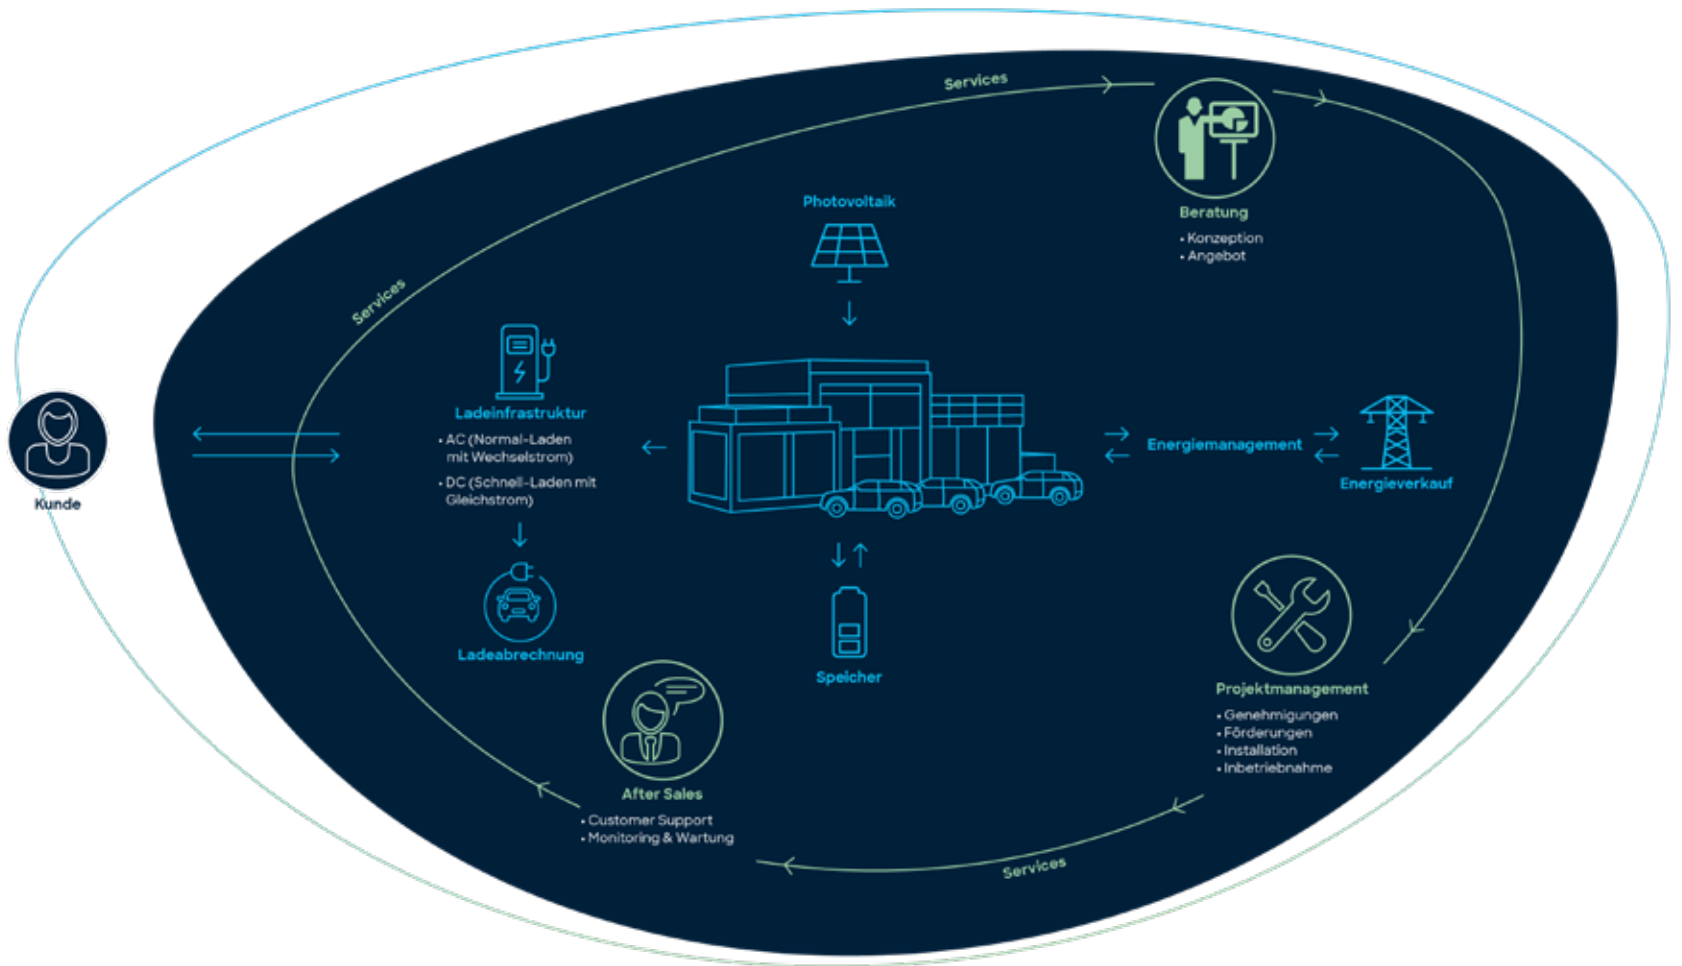 Services
Beratung
• Konzeption
• Angebot
Photovoltaik
Services
Ladeinfrastruktur
• AC (Normal-Laden
mit Wechselstrom)
• DC (Schnell-Laden mit
Gleichstrom)
Ladeabrechnung
Kunde
Energiemanagement
Energieverkauf
Speicher
Projektmanagement
• Genehmigungen
• Förderungen
• Installation
• Inbetriebnahme
After Sales
• Customer Support
• Monitoring & Wartung
Services